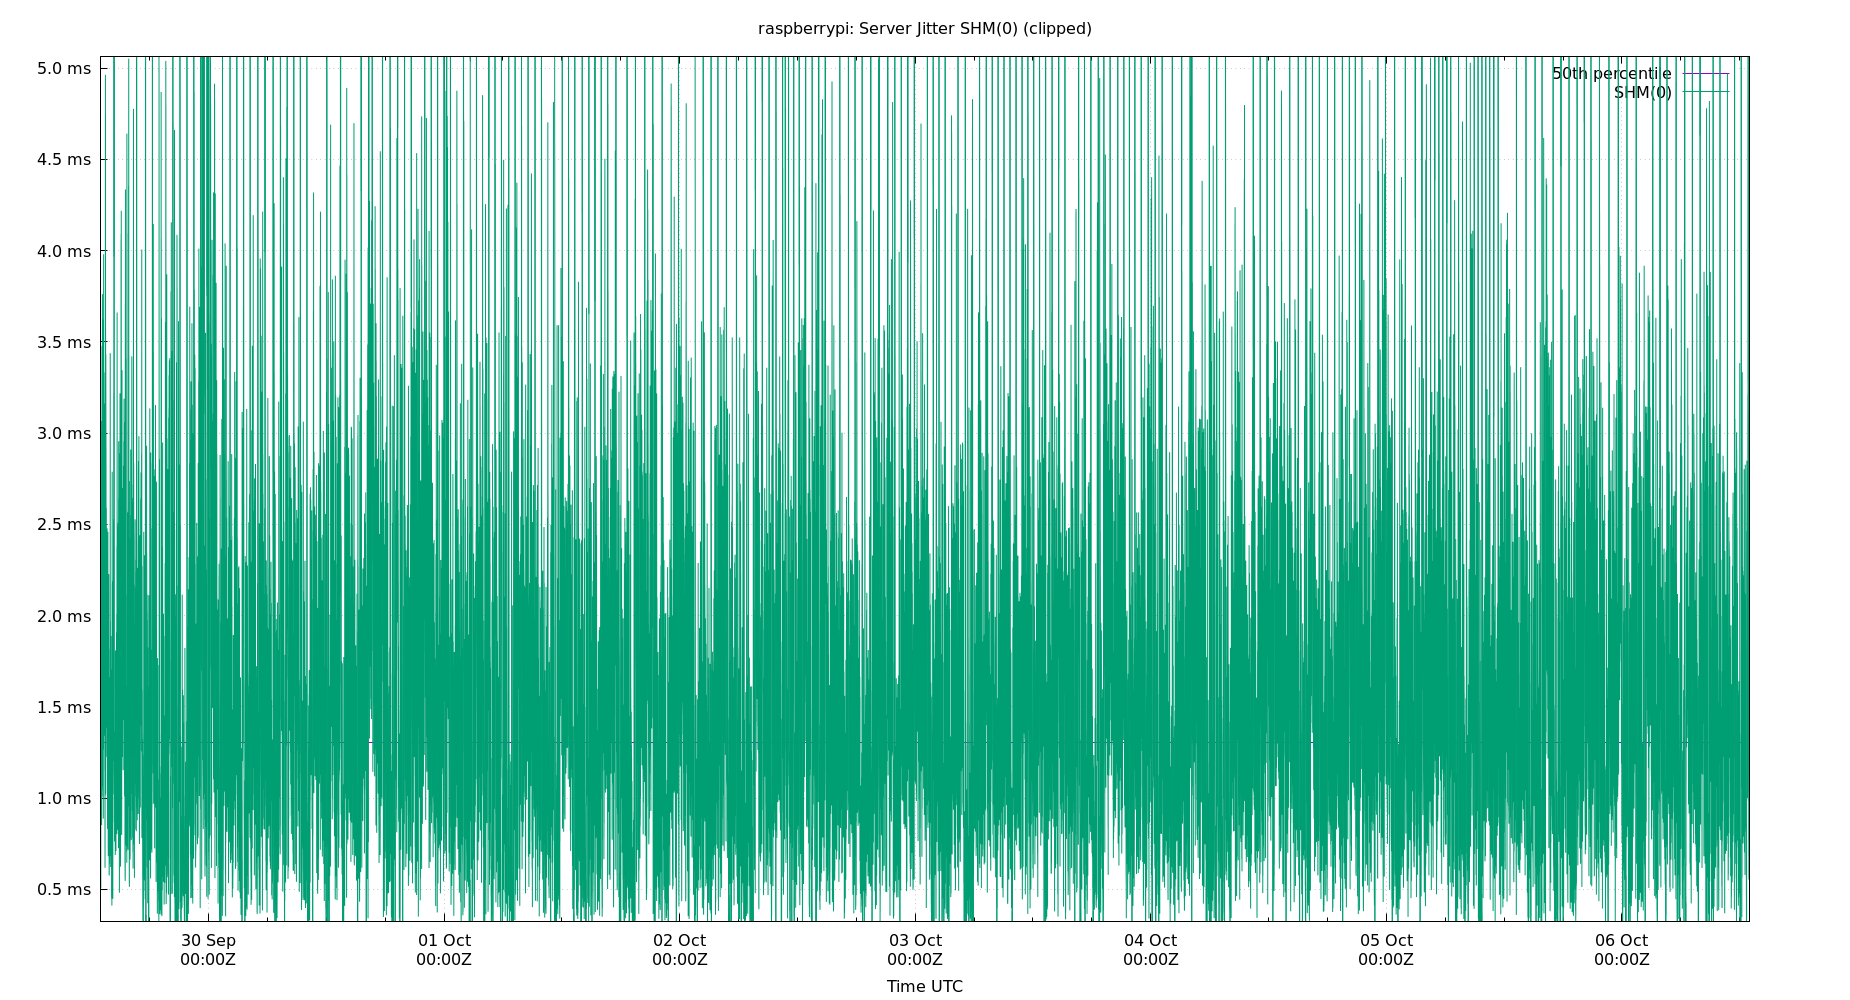 raspberrypi: Server Jitter SHM(0) (clipped)
5.0 ms
50th percentile
SHM(0)
4.5 ms
4.0 ms
3.5 ms
3.0 ms
2.5 ms
2.0 ms
1.5 ms
1.0 ms
0.5 ms
30 Sep 01 Oct 02 Oct 03 Oct 04 Oct 05 Oct 06 Oct
00:00Z 00:00Z 00:00Z 00:00Z 00:00Z 00:00Z 00:00Z
Time UTC